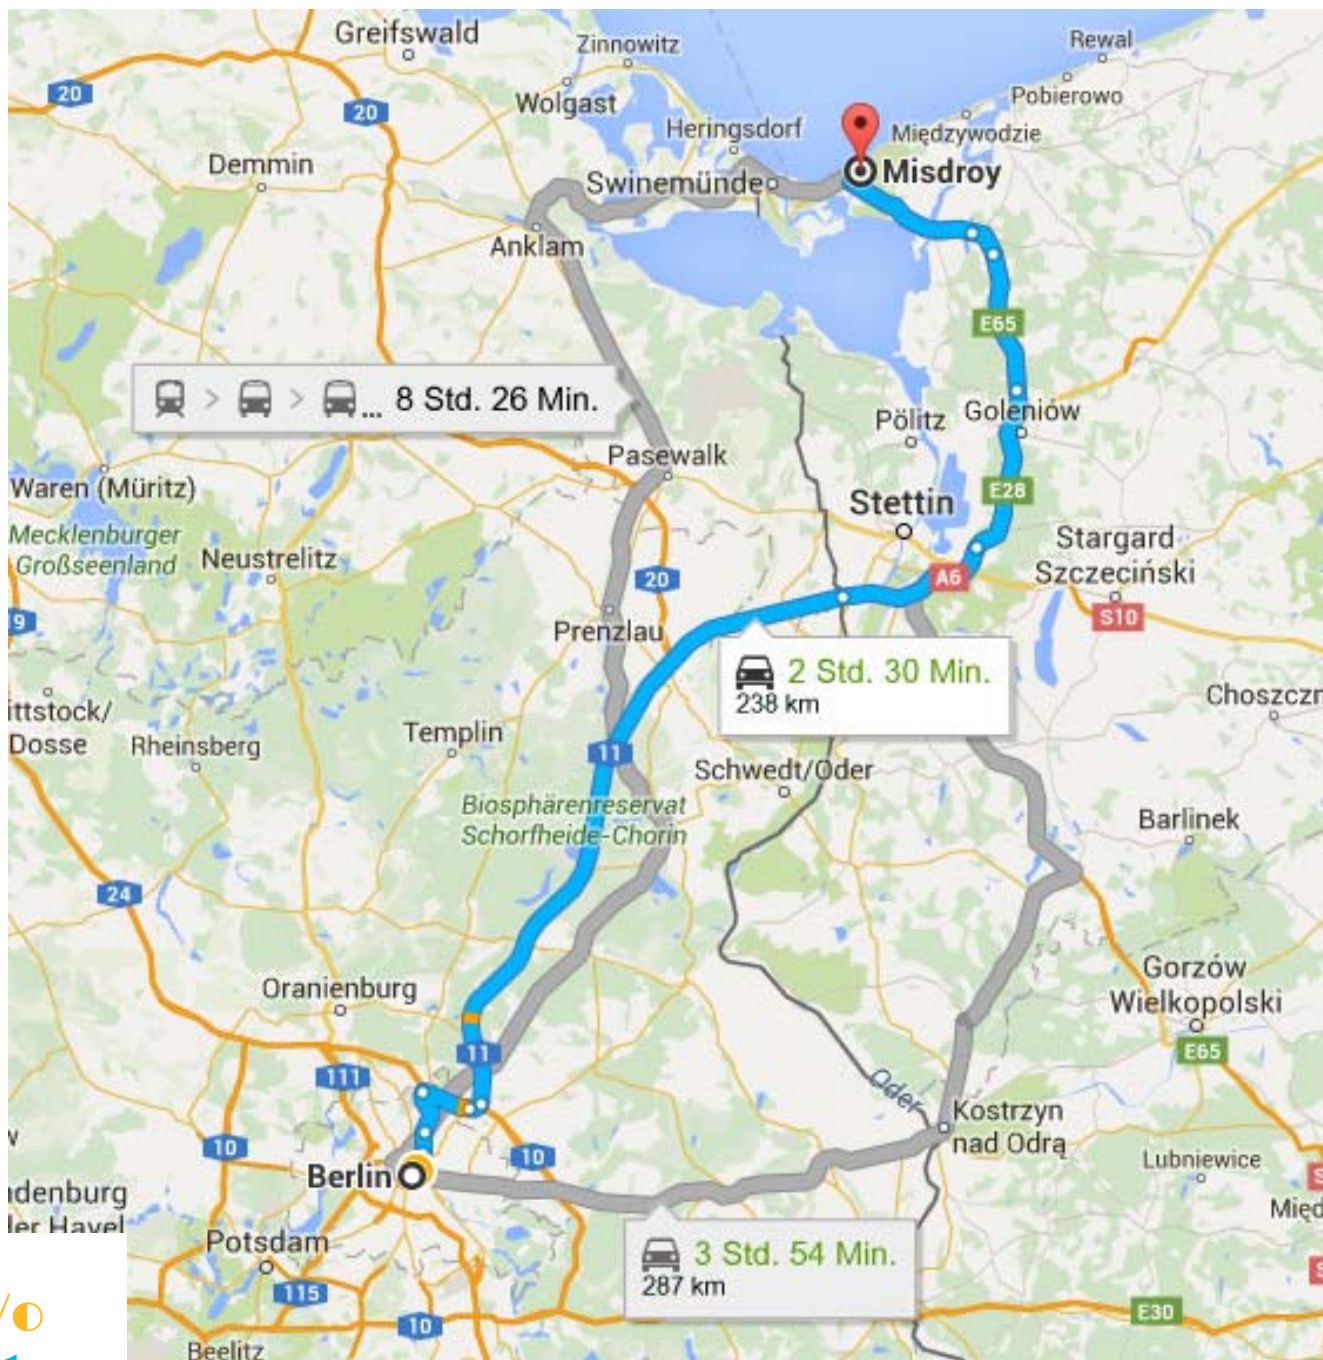 Greifswald
Zinnowitz
Rewal
20
Wolgast
Pobierowo
20
Heringsdorf
Międzywodzie
Demmin
Swinemünde
Misdroy
Anklam
E65
8 Std. 26 Min.
Pölitz
Goleniów
Pasewalk
Waren (Müritz)
E28
Stettin
Mecklenburger
Großseenland
Neustrelitz
Stargard
Szczeciński
20
A6
S10
Prenzlau
2 Std. 30 Min.
238 km
ittstock/
Dosse
Rheinsberg
Templin
11
Schwedt/Oder
Choszczn
Biosphärenreservat
Schorfheide-Chorin
Barlinek
24
Oranienburg
Gorzów
Wielkopolski
11
E65
111
Oder
Kostrzyn
nad Odrą
10
10
Lubniewice
Berlin
ndenburg
Potsdam
Międ
3 Std. 54 Min.
287 km
115
10
E30
Beelitz